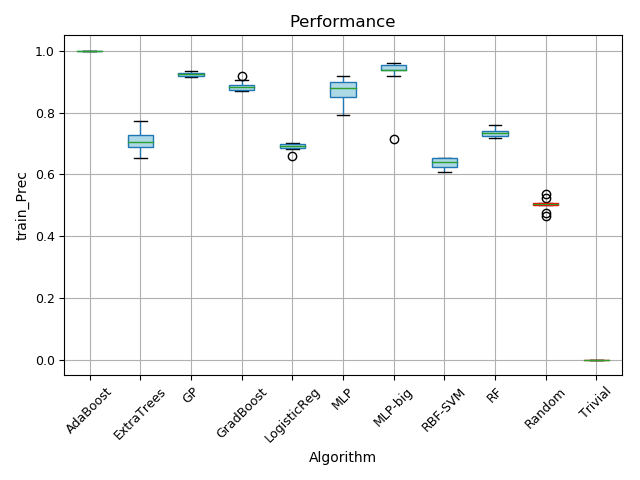 Performance
train_Prec
1.0
0.8
0.6
0.4
0.2
0.0
AdaBoost
ExtraTrees
GP
GradBoost
LogisticReg
MLP
MLP-big
RBF-SVM
RF
Random
Trivial
Algorithm